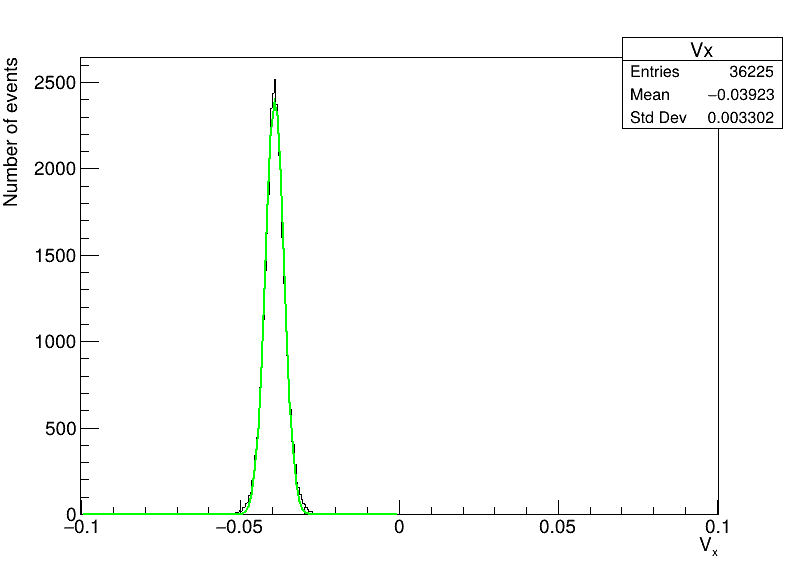 Vx
Entries 36225
Mean −0.03923
Std Dev 0.003302
Number of events
2500
2000
1500
1000
500
0
−0.1 −0.05 0 0.05 0.1
Vx